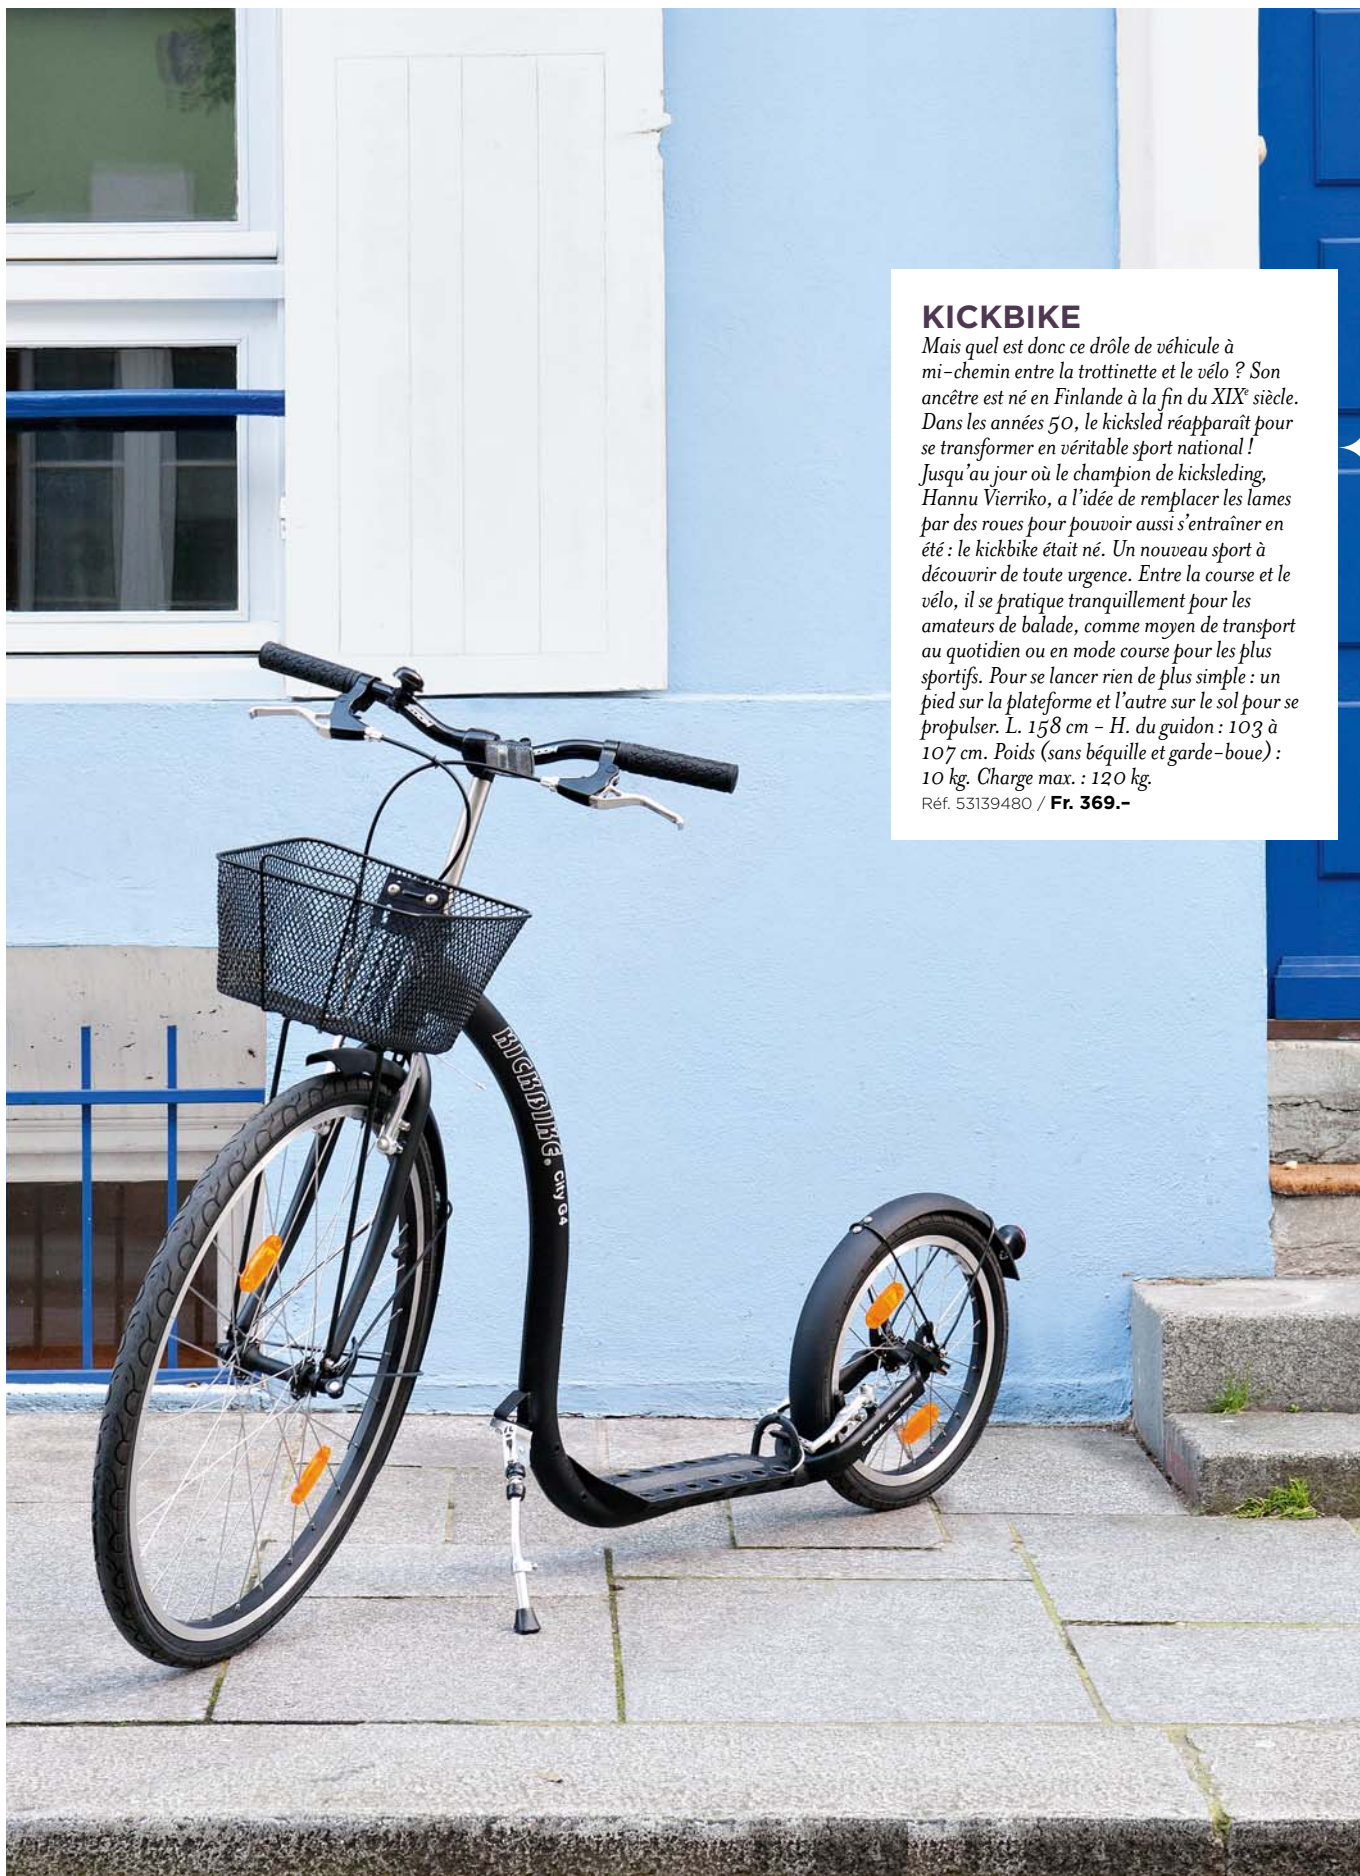 KICKBIKE
Mais quel est donc ce drôle de véhicule à
mi-chemin entre la trottinette et le vélo ? Son
ancêtre est né en Finlande à la fin du XIXe siècle.
Dans les années 50, le kicksled réapparaît pour
se transformer en véritable sport national !
Jusqu'au jour où le champion de kicksleding,
Hannu Vierriko, a l'idée de remplacer les lames
par des roues pour pouvoir aussi s'entraîner en
été : le kickbike était né. Un nouveau sport à
découvrir de toute urgence. Entre la course et le
vélo, il se pratique tranquillement pour les
amateurs de balade, comme moyen de transport
au quotidien ou en mode course pour les plus
sportifs. Pour se lancer rien de plus simple : un
pied sur la plateforme et l'autre sur le sol pour se
propulser. L. 158 cm – H. du guidon : 103 à
107 cm. Poids (sans béquille et garde-boue) :
10 kg. Charge max. : 120 kg.
Réf. 53139480 / Fr. 369.–
KICKBIKE® City G4